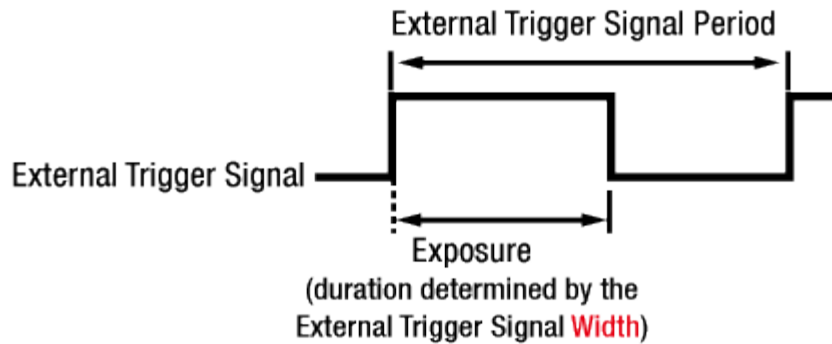 External Trigger Signal Period
External Trigger Signal
Exposure
(duration determined by the
External Trigger Signal Width)